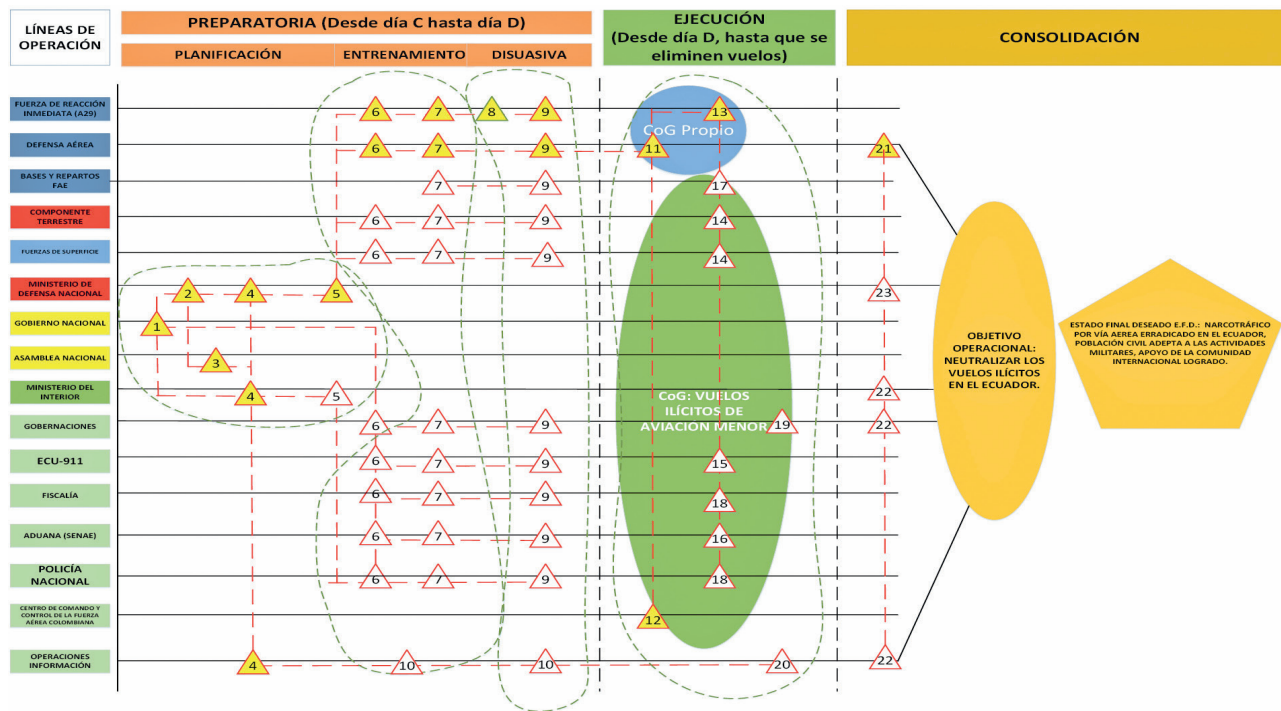 LÍNEAS DE
OPERACIÓN
PREPARATORIA (Desde día C hasta día D)
PLANIFICACIÓN
ENTRENAMIENTO
DISUASIVA
EJECUCIÓN
(Desde día D, hasta que se
eliminen vuelos)
CONSOLIDACIÓN
FUERZA DE REACCIÓN
INMEDIATA (A29)
6 7 8 9 13
CoG Propio
DEFENSA AÉREA
6 7 9 11 21
BASES Y REPARTOS
FAE
7 9 17
COMPONENTE
TERRESTRE
6 7 9 14
FUERZAS DE SUPERFICIE
6 7 9 14
MINISTERIO DE
DEFENSA NACIONAL
2 4 5 23
GOBIERNO NACIONAL
1
ASAMBLEA NACIONAL
3
MINISTERIO DEL
INTERIOR
4 5 22
CoG: VUELOS
ILÍCITOS DE
AVIACIÓN MENOR
GOBERNACIONES
6 7 9 19 22
ECU-911
6 7 9 15
FISCALÍA
6 7 9 18
ADUANA (SENAE)
6 7 9 16
POLICÍA
NACIONAL
6 7 9 18
CENTRO DE COMANDO Y
CONTROL DE LA FUERZA
AÉREA COLOMBIANA
12
OPERACIONES
INFORMACIÓN
4 10 10 20 22
OBJETIVO
OPERACIONAL:
NEUTRALIZAR LOS
VUELOS ILÍCITOS
EN EL ECUADOR.
ESTADO FINAL DESEADO E.F.D.: NARCOTRÁFICO
POR VÍA AEREA ERRADICADO EN EL ECUADOR,
POBLACIÓN CIVIL ADEPTA A LAS ACTIVIDADES
MILITARES, APOYO DE LA COMUNIDAD
INTERNACIONAL LOGRADO.